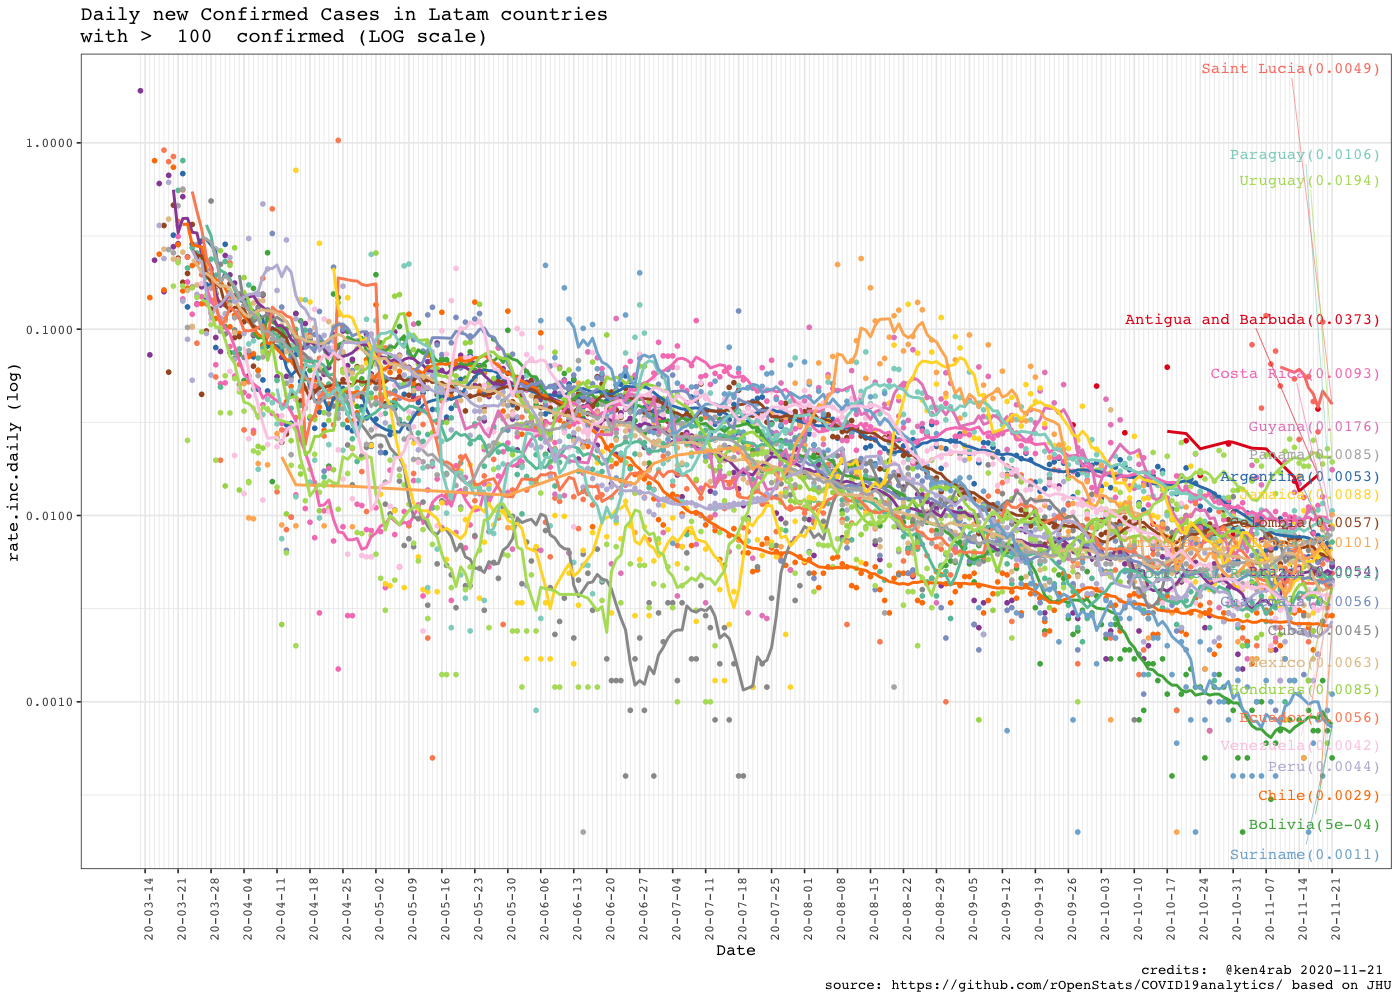 Daily new Confirmed Cases in Latam countries
with >  100  confirmed (LOG scale)
Saint Lucia(0.0049)
Paraguay(0.0106)
Uruguay(0.0194)
Antigua and Barbuda(0.0373)
Costa Rica(0.0093)
Guyana(0.0176)
Panama(0.0085)
Argentina(0.0053)
(0.0088)
Colombia(0.0057)
Brazil(0.0054)
Guatemala(0.0056)
Cuba(0.0045)
Mexico(0.0063)
Honduras(0.0085)
Ecuador(0.0056)
Venezuela(0.0042)
Peru(0.0044)
Chile(0.0029)
Bolivia(5e-04)
Suriname(0.0011)
1.0000
0.1000
0.0100
0.0010
rate.inc.daily (log)
20-03-14
20-03-21
20-03-28
20-04-04
20-04-11
20-04-18
20-04-25
20-05-02
20-05-09
20-05-16
20-05-23
20-05-30
20-06-06
20-06-13
20-06-20
20-06-27
20-07-04
20-07-11
20-07-18
20-07-25
20-08-01
20-08-08
20-08-15
20-08-22
20-08-29
20-09-05
20-09-12
20-09-19
20-09-26
20-10-03
20-10-10
20-10-17
20-10-24
20-10-31
20-11-07
20-11-14
20-11-21
Date
credits:  @ken4rab 2020-11-21
source: https://github.com/rOpenStats/COVID19analytics/ based on JHU